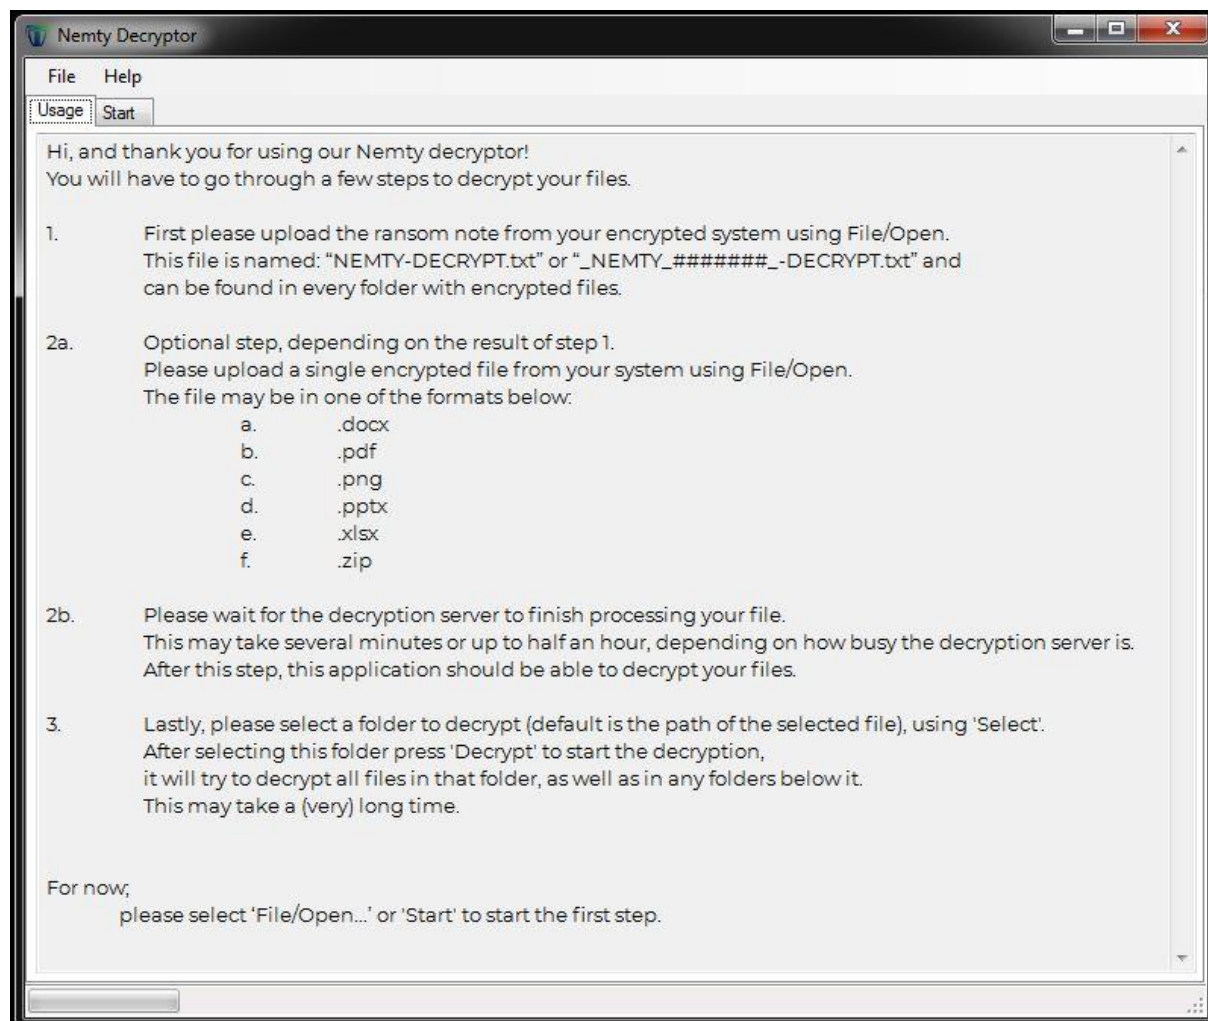 Nemty Decryptor
File Help
Usage Start
Hi, and thank you for using our Nemty decryptor!
You will have to go through a few steps to decrypt your files.
1. First please upload the ransom note from your encrypted system using File/Open.
This file is named: “NEMTY-DECRYPT.txt” or “_NEMTY_#######_-DECRYPT.txt” and
can be found in every folder with encrypted files.
2a. Optional step, depending on the result of step 1.
Please upload a single encrypted file from your system using File/Open.
The file may be in one of the formats below:
a. .docx
b. .pdf
c. .png
d. .pptx
e. .xlsx
f. .zip
2b. Please wait for the decryption server to finish processing your file.
This may take several minutes or up to half an hour, depending on how busy the decryption server is.
After this step, this application should be able to decrypt your files.
3. Lastly, please select a folder to decrypt (default is the path of the selected file), using 'Select'.
After selecting this folder press 'Decrypt' to start the decryption,
it will try to decrypt all files in that folder, as well as in any folders below it.
This may take a (very) long time.
For now;
please select ‘File/Open...’ or 'Start' to start the first step.